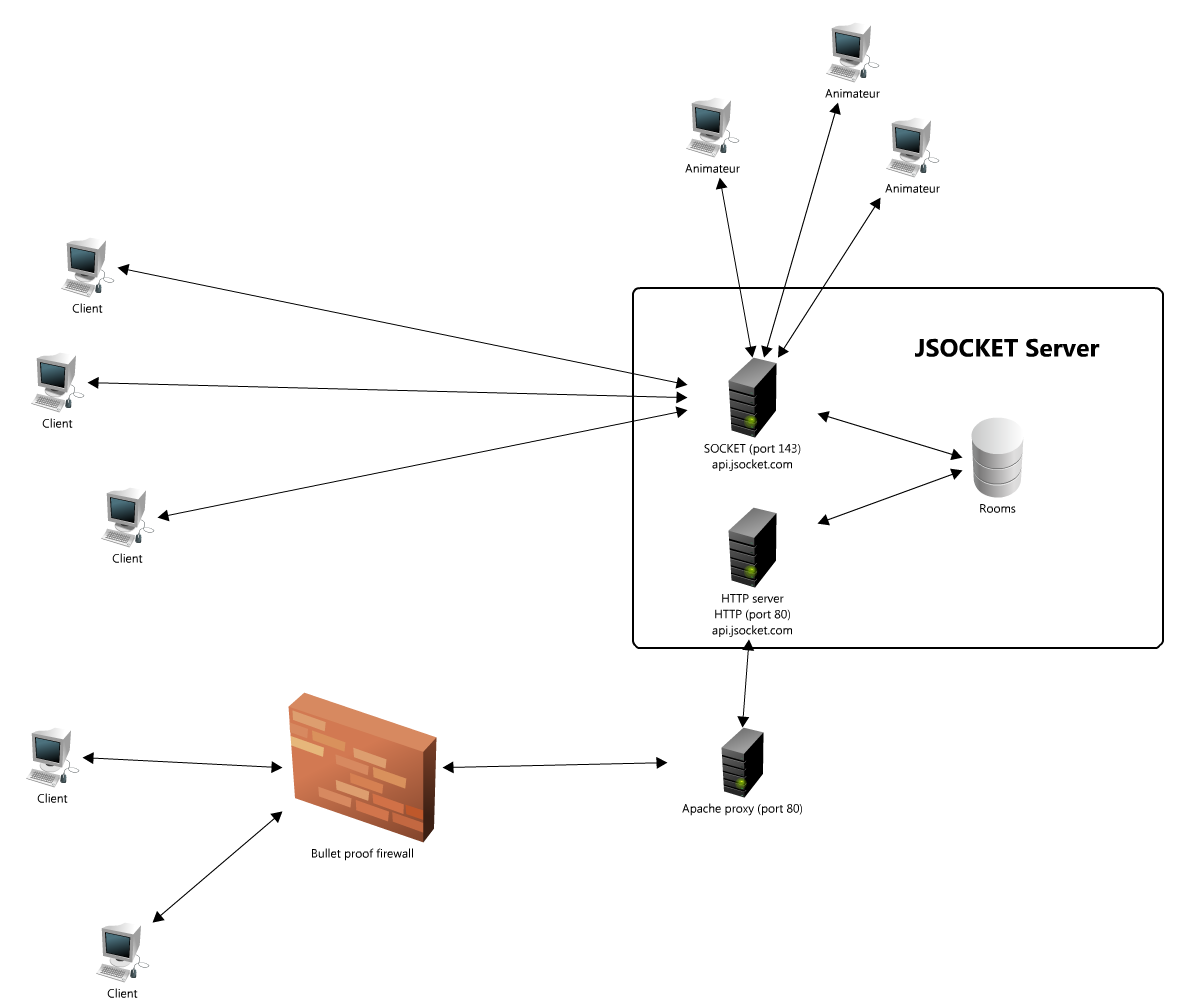 Animateur
Animateur
Animateur
Client
JSOCKET Server
Client
SOCKET (port 143)
api.jsocket.com
Rooms
Client
HTTP server
HTTP (port 80)
api.jsocket.com
Client
Apache proxy (port 80)
Bullet proof firewall
Client